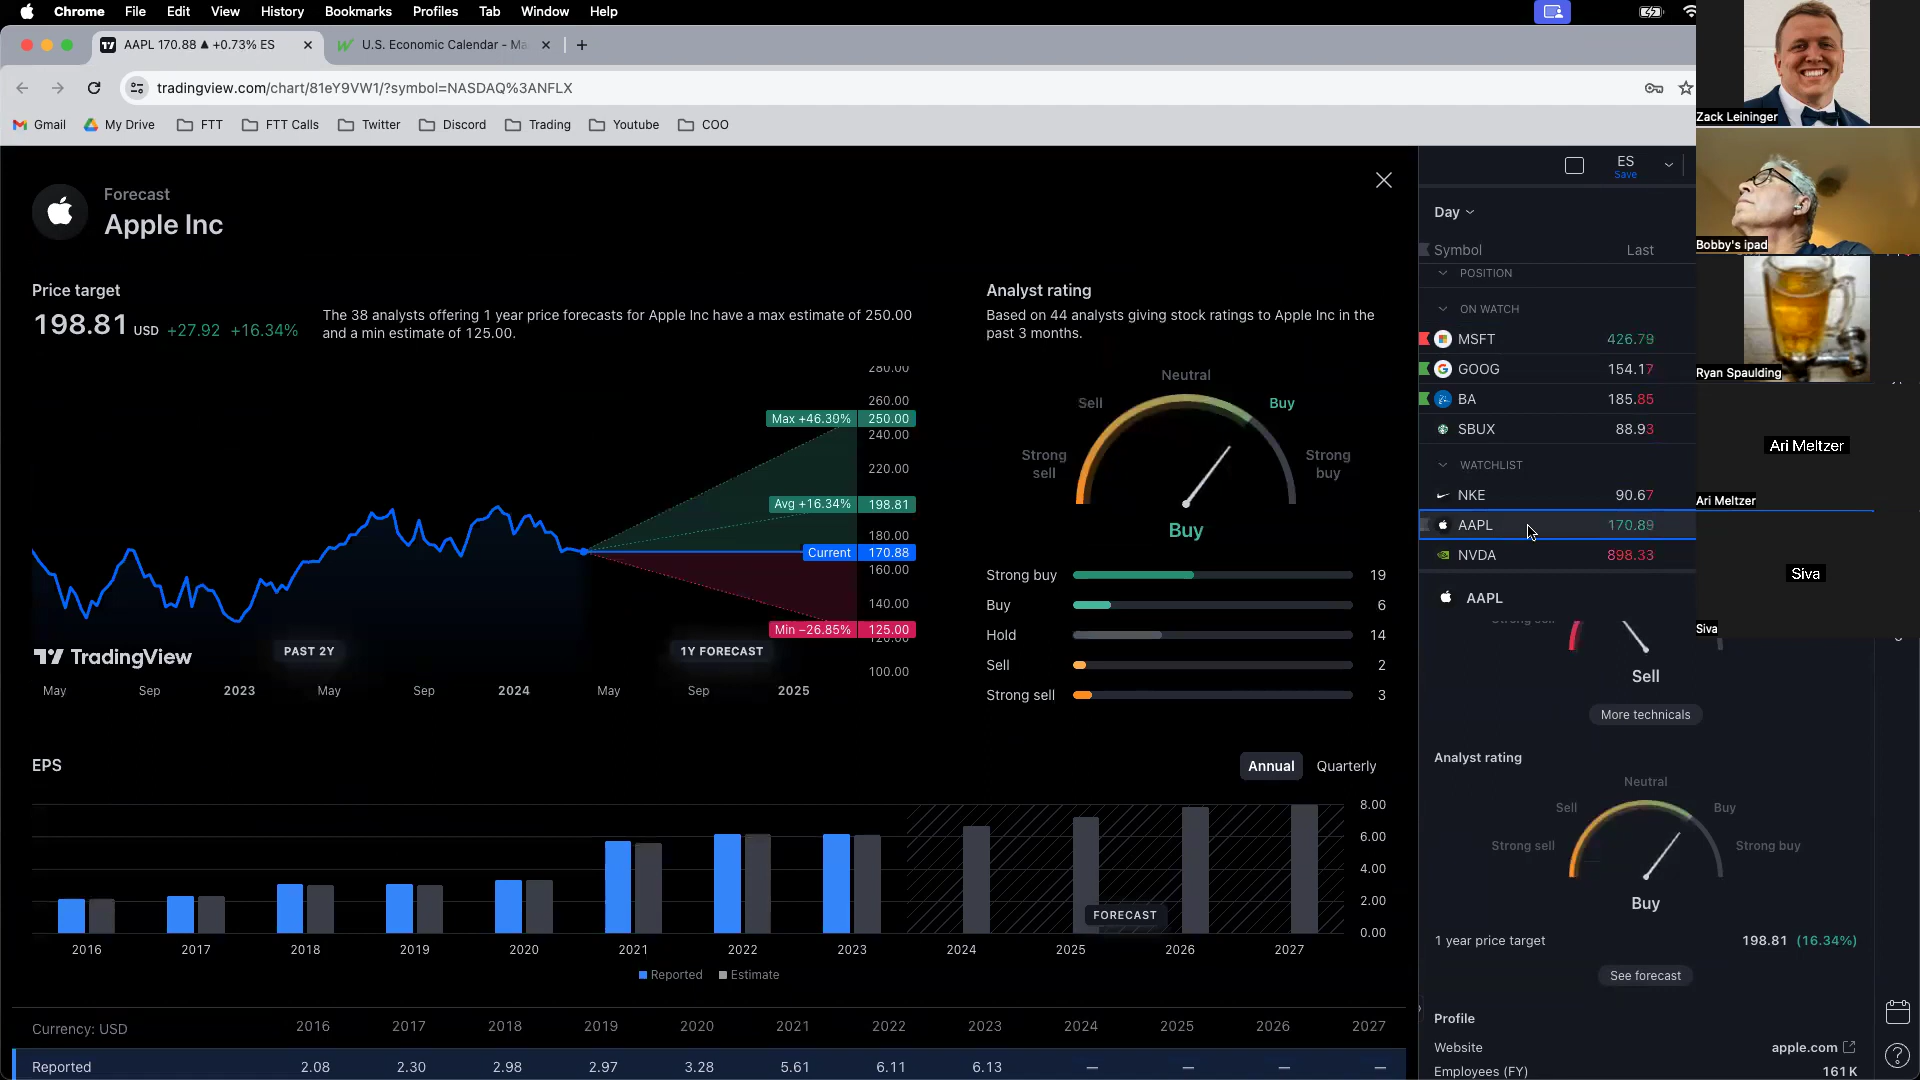 Chrome File Edit View History Bookmarks Profiles Tab Window Help
AAPL 170.88 ▲ +0.73% ES
U.S. Economic Calendar - Ma
tradingview.com/chart/81eY9VW1/?symbol=NASDAQ%3ANFLX
Gmail My Drive FTT FTT Calls Twitter Discord Trading Youtube COO
Forecast
Apple Inc
Price target
198.81 USD +27.92 +16.34%
The 38 analysts offering 1 year price forecasts for Apple Inc have a max estimate of 250.00
and a min estimate of 125.00.
280.00
260.00
Max +46.30% 250.00
240.00
220.00
Avg +16.34% 198.81
180.00
Current 170.88
160.00
140.00
Min −26.85% 125.00
120.00
100.00
TradingView
PAST 2Y
1Y FORECAST
May Sep 2023 May Sep 2024 May Sep 2025
Analyst rating
Based on 44 analysts giving stock ratings to Apple Inc in the
past 3 months.
Neutral
Sell
Buy
Strong
sell
Strong
buy
Buy
Strong buy 19
Buy 6
Hold 14
Sell 2
Strong sell 3
EPS
Annual Quarterly
8.00
6.00
4.00
2.00
0.00
FORECAST
2016 2017 2018 2019 2020 2021 2022 2023 2024 2025 2026 2027
Reported Estimate
Currency: USD 2016 2017 2018 2019 2020 2021 2022 2023 2024 2025 2026 2027
Reported 2.08 2.30 2.98 2.97 3.28 5.61 6.11 6.13 — — — —
ES
Save
Day
Symbol Last
POSITION
ON WATCH
MSFT 426.79
GOOG 154.17
BA 185.85
SBUX 88.93
WATCHLIST
NKE 90.67
AAPL 170.89
NVDA 898.33
AAPL
Strong sell
Sell
More technicals
Analyst rating
Neutral
Sell
Buy
Strong sell
Strong buy
Buy
1 year price target 198.81 (16.34%)
See forecast
Profile
Website apple.com
Employees (FY) 161K
Zack Leininger
Bobby's ipad
Ryan Spaulding
Ari Meltzer
Ari Meltzer
Siva
Siva